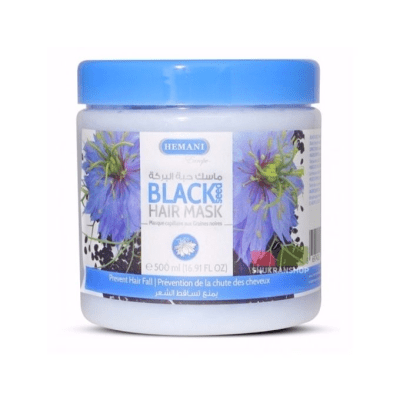 HEMANI
ماسك حبة البركة
BLACK seed
HAIR MASK
e 500 ml (16.91 FL OZ)
Prevent Hair Fall | Prévention de la chute des cheveux
يمنع تساقط الشعر
SHUKRANSHOP